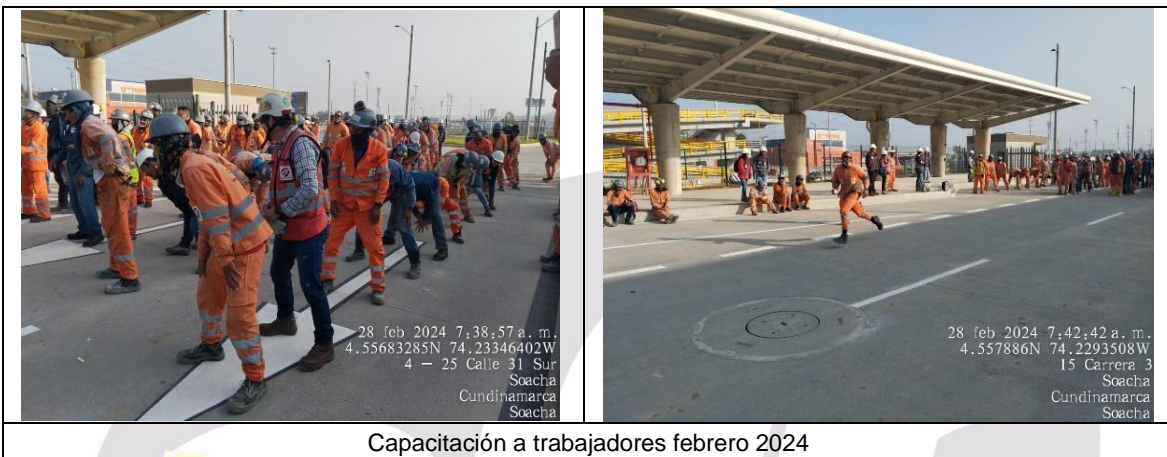 28 feb 2024 7:38:57 a. m.
4.55683285N 74.23346402W
4 – 25 Calle 31 Sur
Soacha
Cundinamarca
Soacha
28 feb 2024 7:42:42 a. m.
4.557886N 74.2293508W
15 Carrera 3
Soacha
Cundinamarca
Soacha
Capacitación a trabajadores febrero 2024